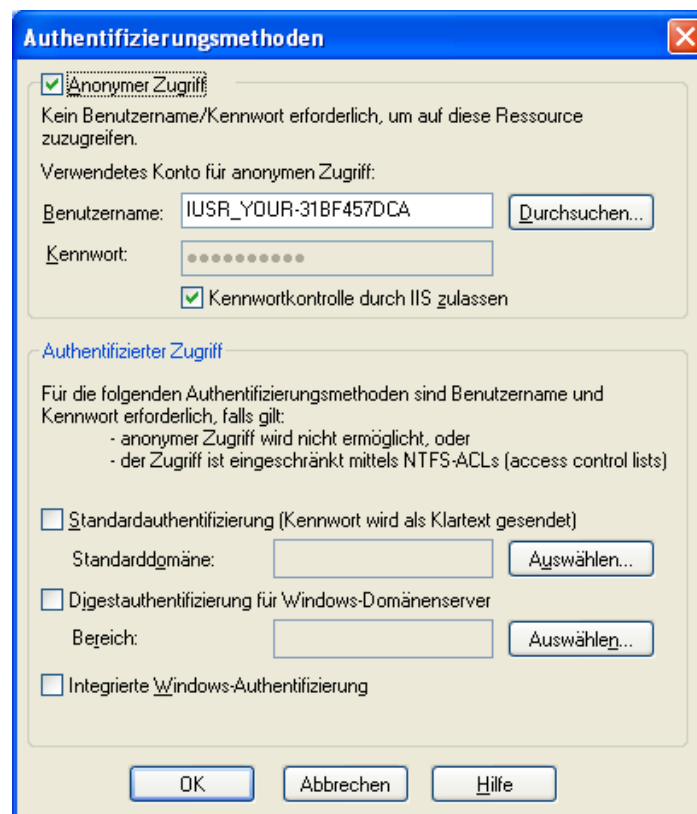 Authentifizierungsmethoden
Anonymer Zugriff
Kein Benutzername/Kennwort erforderlich, um auf diese Ressource
zuzugreifen.
Verwendetes Konto für anonymen Zugriff:
Benutzername: IUSR_YOUR-31BF457DCA Durchsuchen...
Kennwort: ●●●●●●●●●●
Kennwortkontrolle durch IIS zulassen
Authentifizierter Zugriff
Für die folgenden Authentifizierungsmethoden sind Benutzername und
Kennwort erforderlich, falls gilt:
- anonymer Zugriff wird nicht ermöglicht, oder
- der Zugriff ist eingeschränkt mittels NTFS-ACLs (access control lists)
Standardauthentifizierung (Kennwort wird als Klartext gesendet)
Standarddomäne: Auswählen...
Digestauthentifizierung für Windows-Domänenserver
Bereich: Auswählen...
Integrierte Windows-Authentifizierung
OK Abbrechen Hilfe